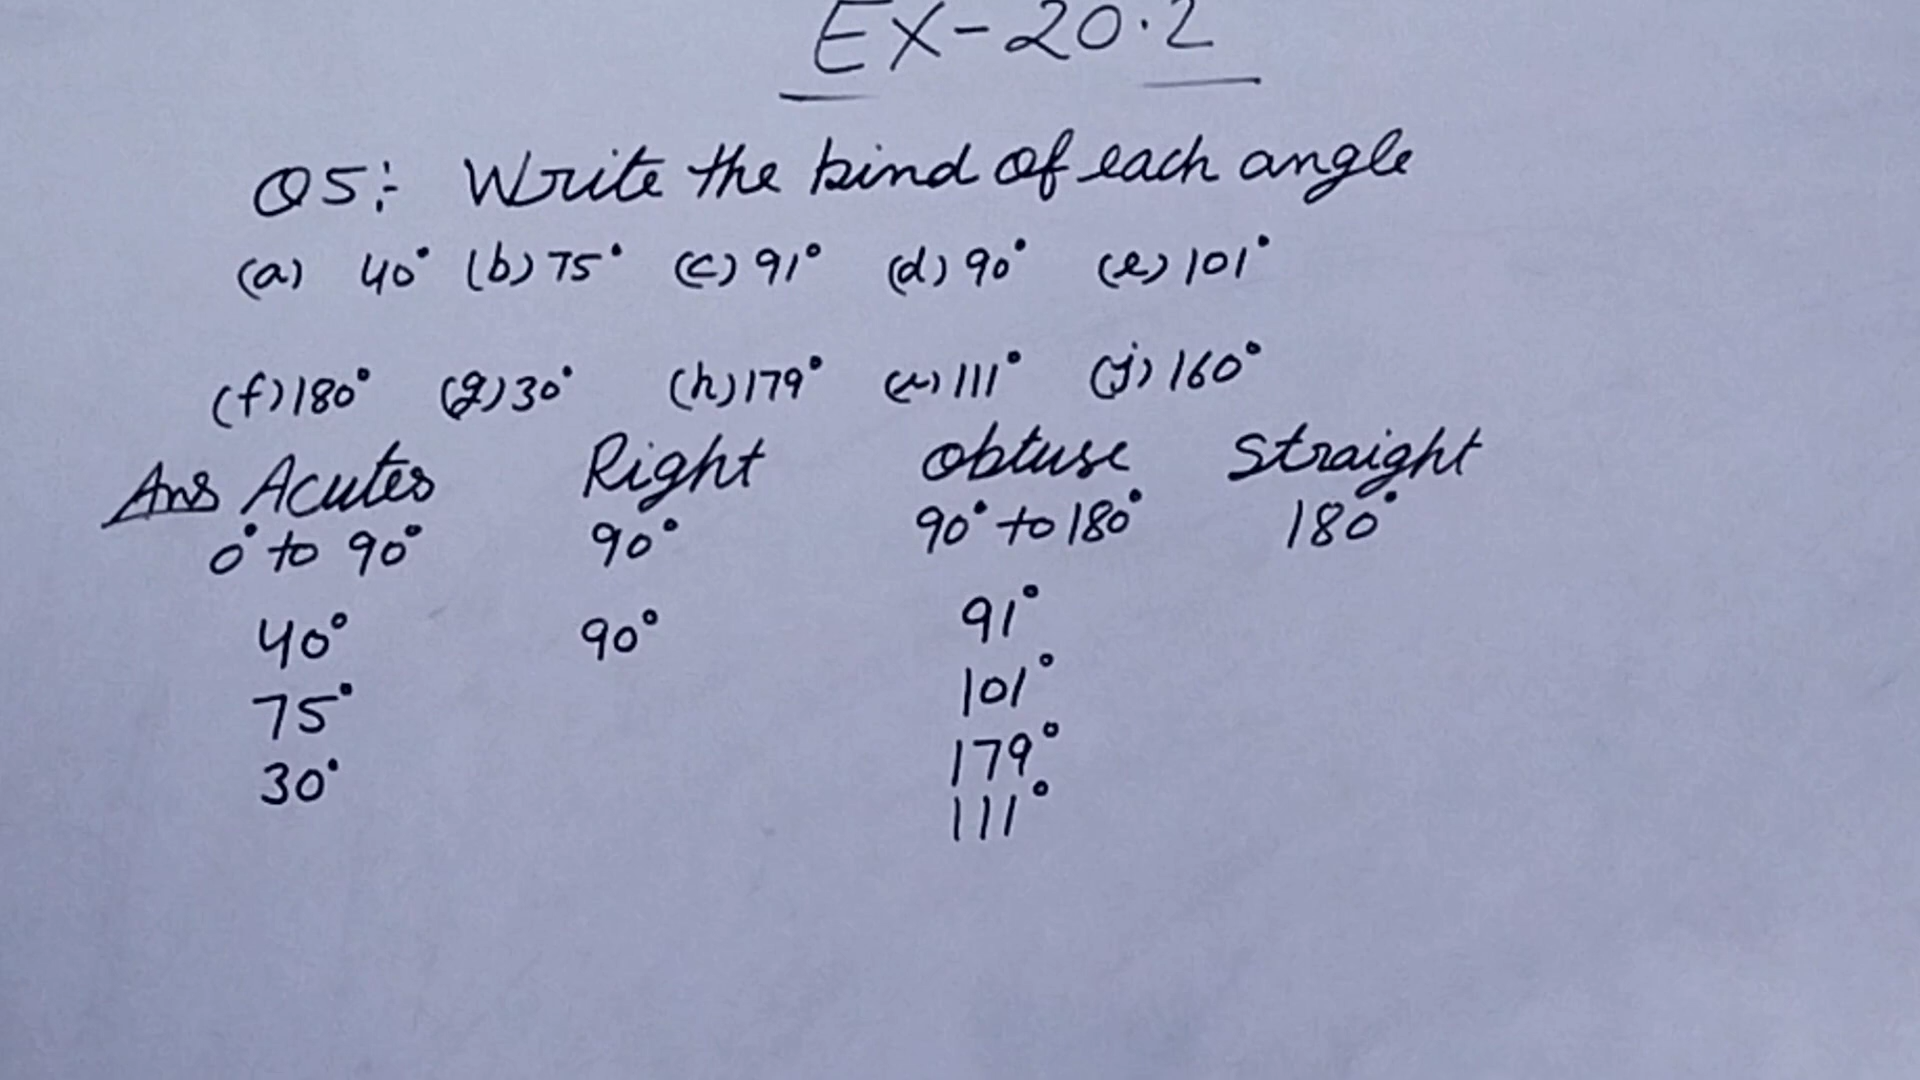 EX-20.2
Q5:- Write the kind of each angle
(a) 40° (b) 75° (c) 91° (d) 90° (e) 101°
(f) 180° (g) 30° (h) 179° (i) 111° (j) 160°
Ans Acutes Right Obtuse Straight
0° to 90° 90° 90° to 180° 180°
40° 90° 91°
75° 101°
30° 179°
111°